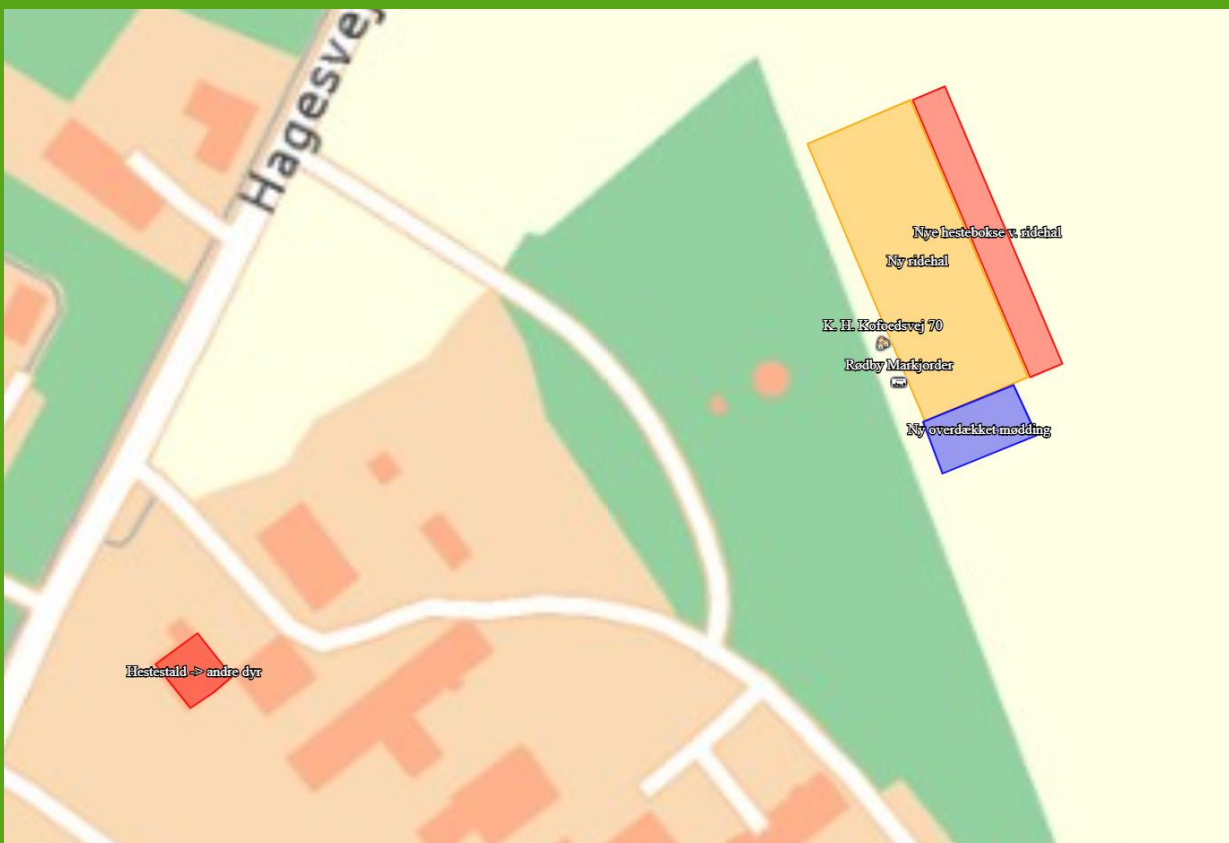 Hagesvej
Nye hestebokse v. ridehal
Ny ridehal
K. H. Kofoedsvej 70
Rødby Markjorder
Ny overdækket mødding
Hestestald -> andre dyr